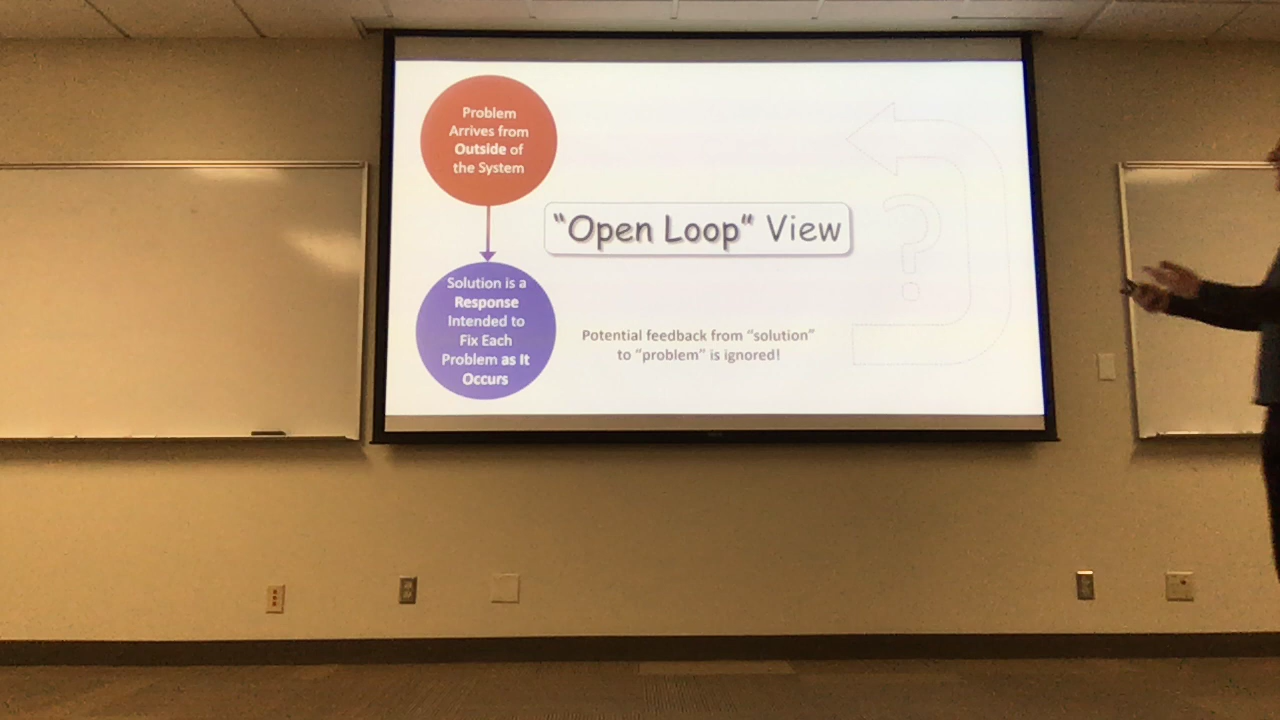 Problem
Arrives from
Outside of
the System
"Open Loop" View
?
Solution is a
Response
Intended to
Fix Each
Problem as It
Occurs
Potential feedback from “solution”
to “problem” is ignored!